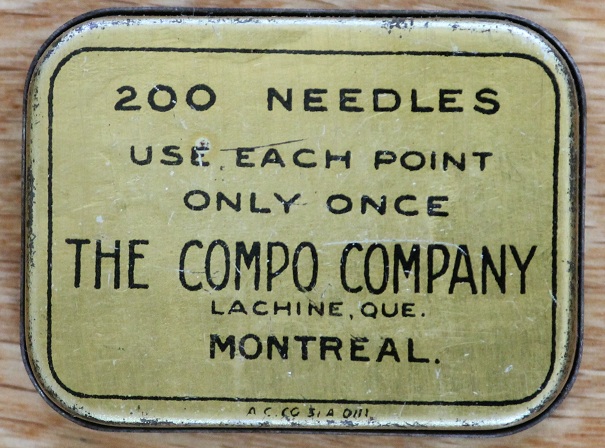 200 NEEDLES
USE EACH POINT
ONLY ONCE
THE COMPO COMPANY
LACHINE, QUE.
MONTREAL.